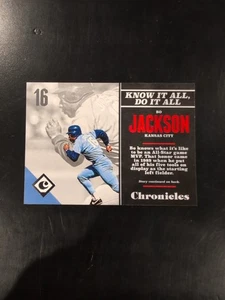 16
KNOW IT ALL,
DO IT ALL
BO
JACKSON
KANSAS CITY
Bo knows what it's like
to be an All-Star game
MVP. That honor came
in 1989 when he put
all of his five tools on
display as the starting
left fielder.
Story continued on back
Chronicles